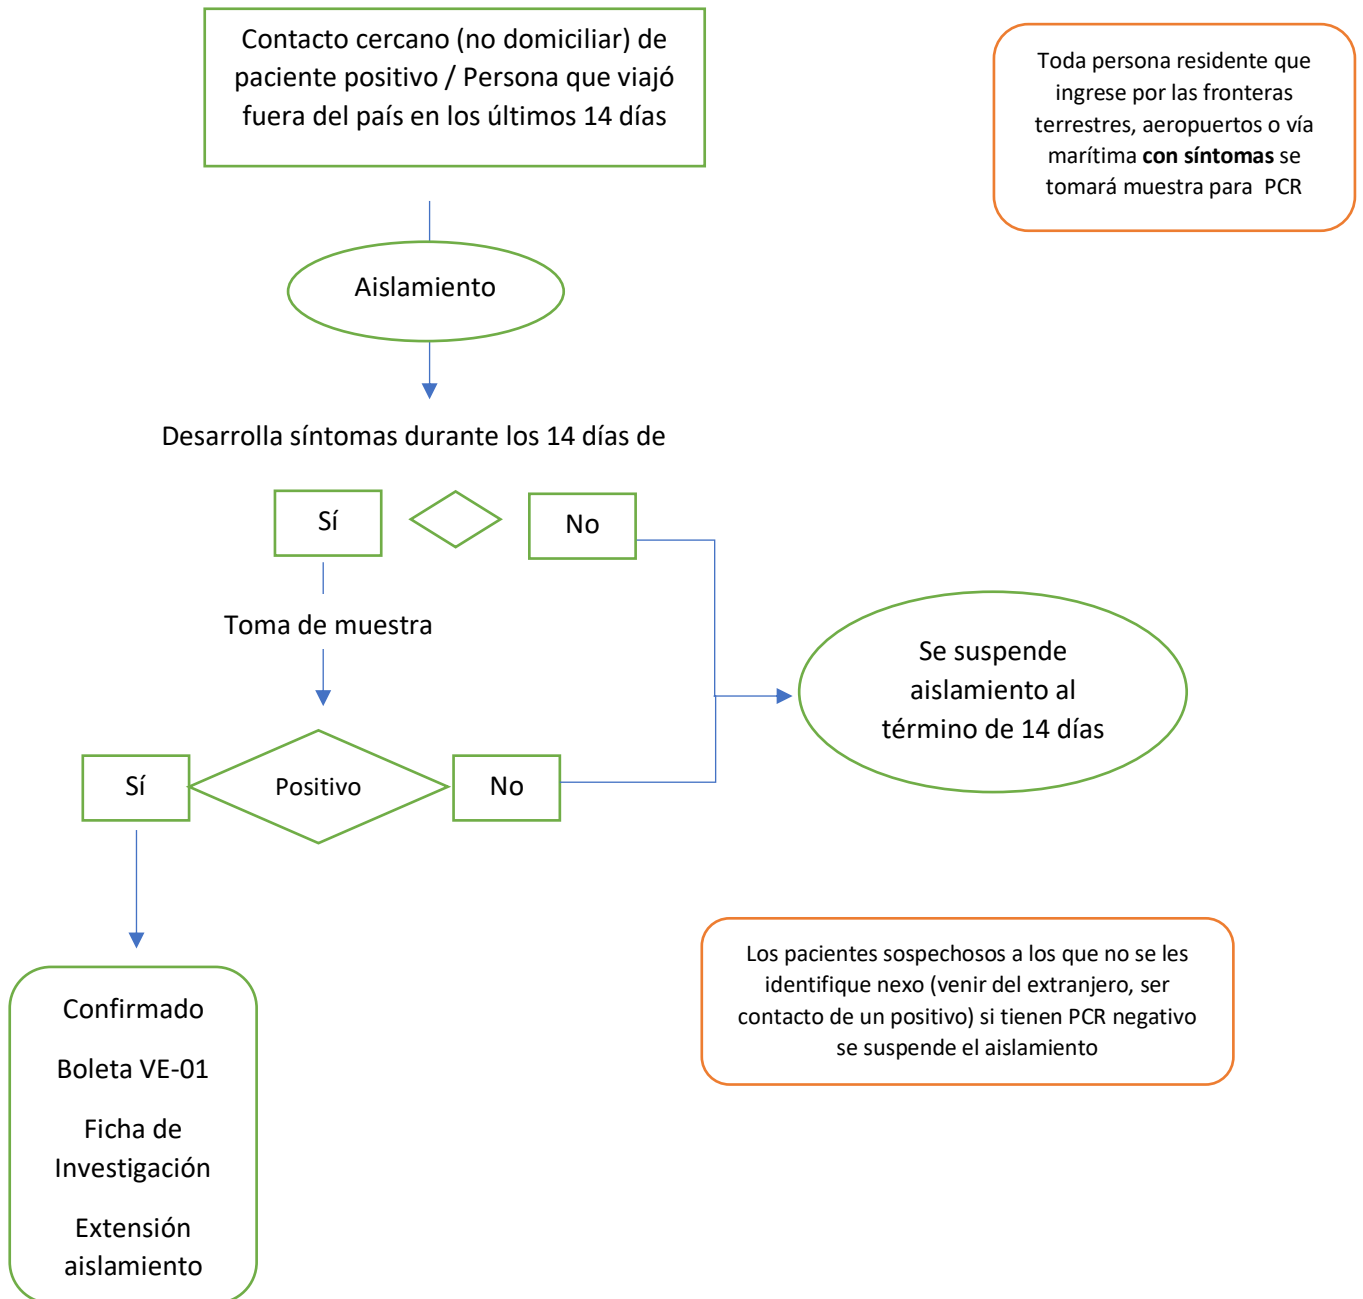 Contacto cercano (no domiciliar) de
paciente positivo / Persona que viajó
fuera del país en los últimos 14 días
Toda persona residente que
ingrese por las fronteras
terrestres, aeropuertos o vía
marítima con síntomas se
tomará muestra para PCR
Aislamiento
Desarrolla síntomas durante los 14 días de
Sí
No
Toma de muestra
Se suspende
aislamiento al
término de 14 días
Sí
Positivo
No
Los pacientes sospechosos a los que no se les
identifique nexo (venir del extranjero, ser
contacto de un positivo) si tienen PCR negativo
se suspende el aislamiento
Confirmado
Boleta VE-01
Ficha de
Investigación
Extensión
aislamiento